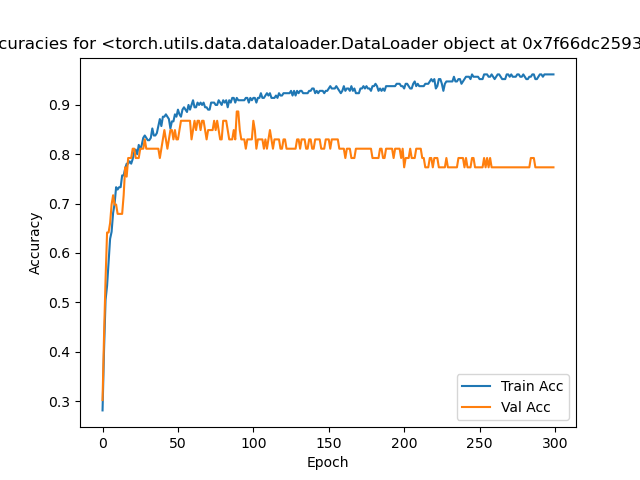 curacies for <torch.utils.data.dataloader.DataLoader object at 0x7f66dc2593
0.9
0.8
0.7
0.6
0.5
0.4
0.3
Accuracy
Train Acc
Val Acc
0 50 100 150 200 250 300
Epoch